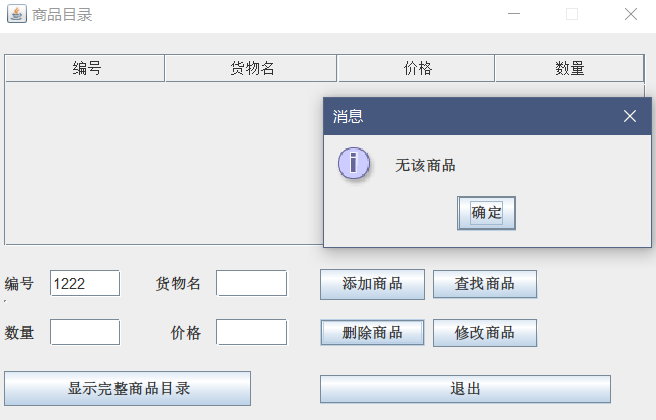 商品目录
编号 货物名 价格 数量
消息
无该商品
确定
编号 1222 货物名 添加商品 查找商品
数量 价格 删除商品 修改商品
显示完整商品目录 退出